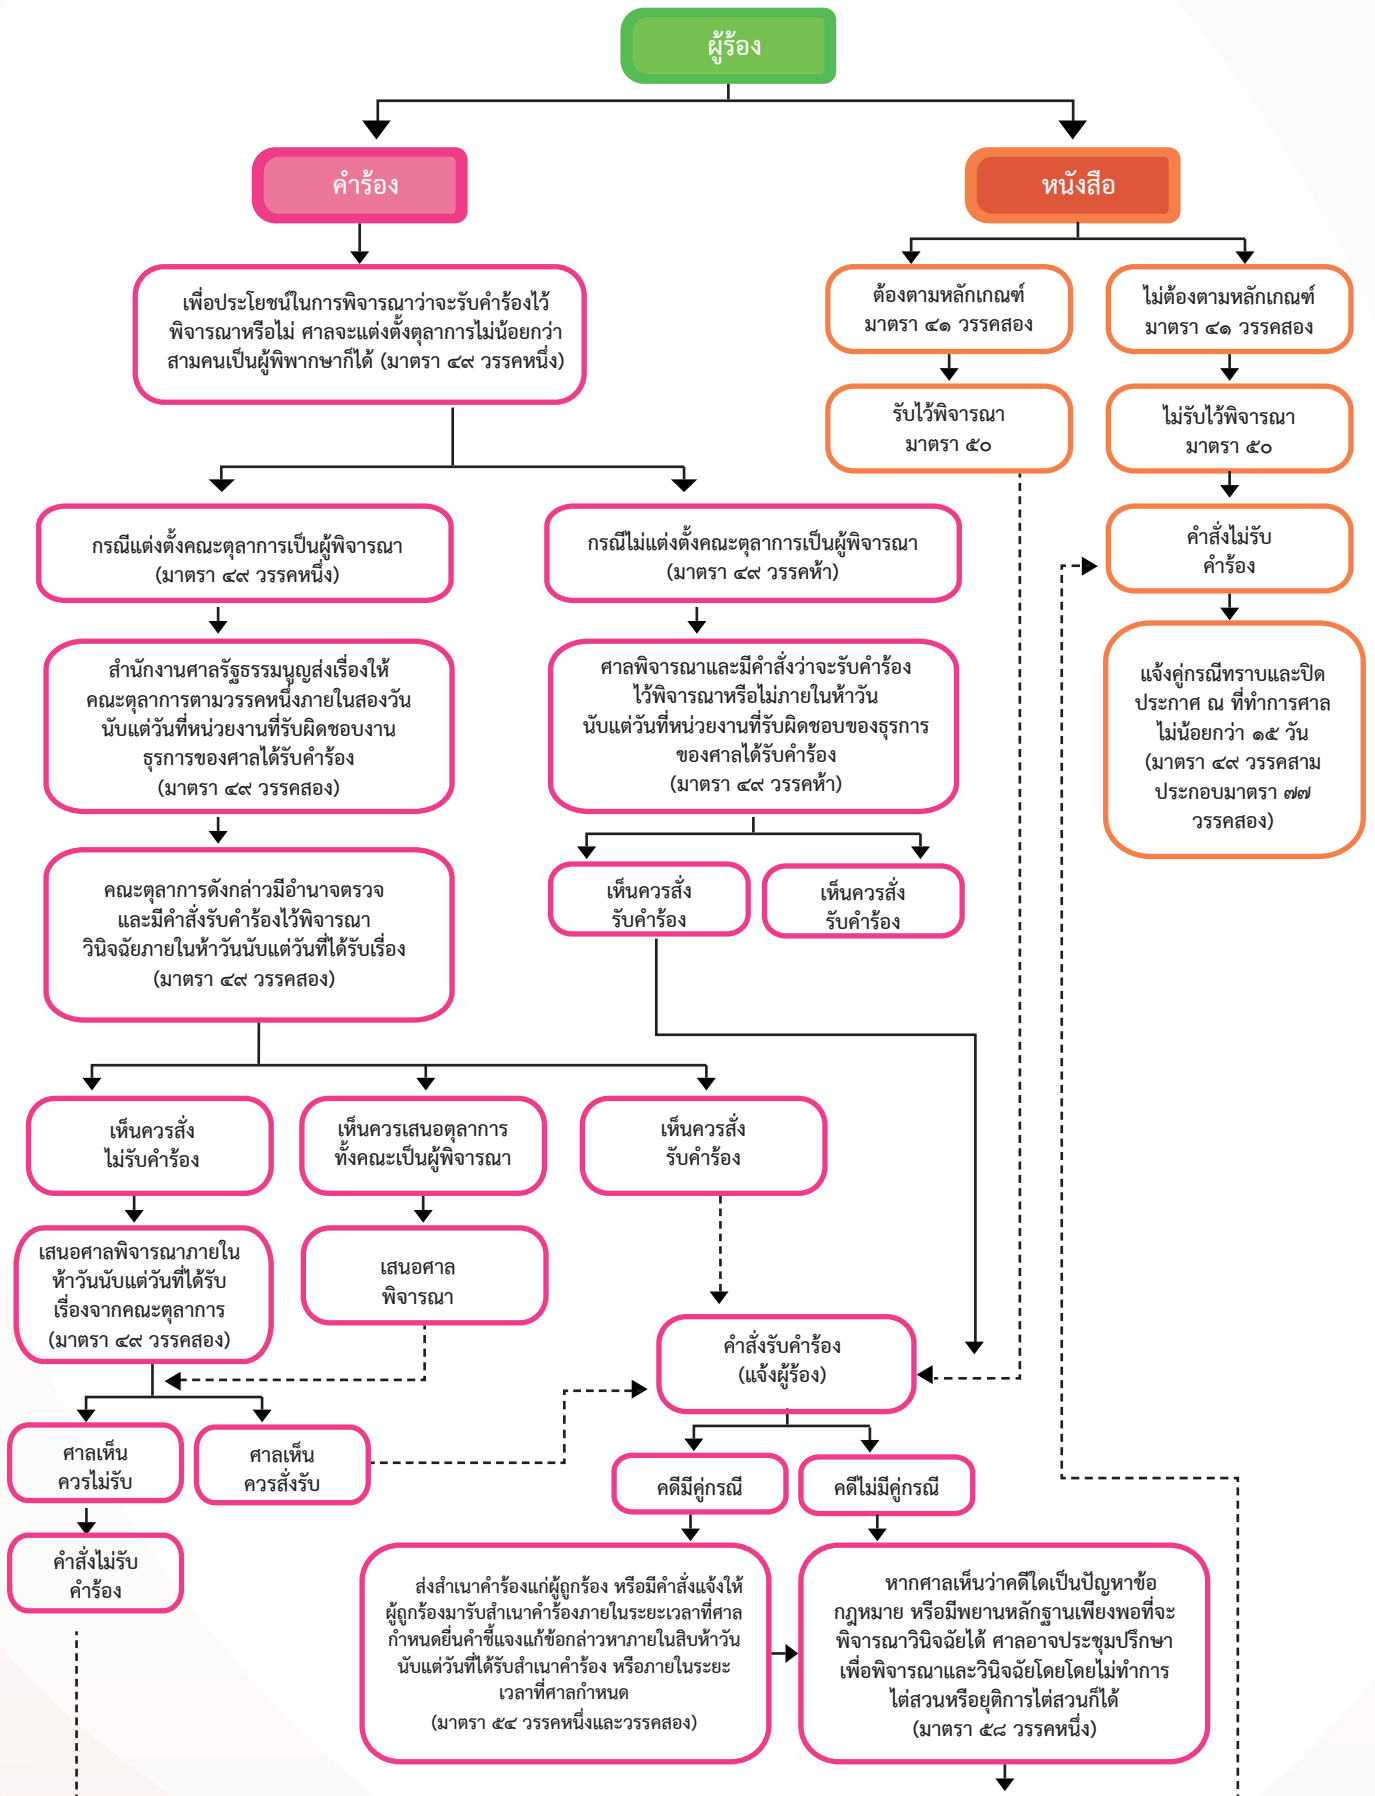 ผู้ร้อง
คำร้อง
หนังสือ
เพื่อประโยชน์ในการพิจารณาว่าจะรับคำร้องไว้
พิจารณาหรือไม่ ศาลจะแต่งตั้งตุลาการไม่น้อยกว่า
สามคนเป็นผู้พิพากษาก็ได้ (มาตรา ๔๙ วรรคหนึ่ง)
ต้องตามหลักเกณฑ์
มาตรา ๔๑ วรรคสอง
ไม่ต้องตามหลักเกณฑ์
มาตรา ๔๑ วรรคสอง
รับไว้พิจารณา
มาตรา ๕๐
ไม่รับไว้พิจารณา
มาตรา ๕๐
กรณีแต่งตั้งคณะตุลาการเป็นผู้พิจารณา
(มาตรา ๔๙ วรรคหนึ่ง)
กรณีไม่แต่งตั้งคณะตุลาการเป็นผู้พิจารณา
(มาตรา ๔๙ วรรคห้า)
คำสั่งไม่รับ
คำร้อง
สำนักงานศาลรัฐธรรมนูญส่งเรื่องให้
คณะตุลาการตามวรรคหนึ่งภายในสองวัน
นับแต่วันที่หน่วยงานที่รับผิดชอบงาน
ธุรการของศาลได้รับคำร้อง
(มาตรา ๔๙ วรรคสอง)
ศาลพิจารณาและมีคำสั่งว่าจะรับคำร้อง
ไว้พิจารณาหรือไม่ภายในห้าวัน
นับแต่วันที่หน่วยงานที่รับผิดชอบของธุรการ
ของศาลได้รับคำร้อง
(มาตรา ๔๙ วรรคห้า)
แจ้งคู่กรณีทราบและปิด
ประกาศ ณ ที่ทำการศาล
ไม่น้อยกว่า ๑๕ วัน
(มาตรา ๔๙ วรรคสาม
ประกอบมาตรา ๗๗
วรรคสอง)
คณะตุลาการดังกล่าวมีอำนาจตรวจ
และมีคำสั่งรับคำร้องไว้พิจารณา
วินิจฉัยภายในห้าวันนับแต่วันที่ได้รับเรื่อง
(มาตรา ๔๙ วรรคสอง)
เห็นควรสั่ง
รับคำร้อง
เห็นควรสั่ง
รับคำร้อง
เห็นควรสั่ง
ไม่รับคำร้อง
เห็นควรเสนอตุลาการ
ทั้งคณะเป็นผู้พิจารณา
เห็นควรสั่ง
รับคำร้อง
เสนอศาลพิจารณาภายใน
ห้าวันนับแต่วันที่ได้รับ
เรื่องจากคณะตุลาการ
(มาตรา ๔๙ วรรคสอง)
เสนอศาล
พิจารณา
คำสั่งรับคำร้อง
(แจ้งผู้ร้อง)
ศาลเห็น
ควรไม่รับ
ศาลเห็น
ควรสั่งรับ
คดีมีคู่กรณี
คดีไม่มีคู่กรณี
คำสั่งไม่รับ
คำร้อง
ส่งสำเนาคำร้องแก่ผู้ถูกร้อง หรือมีคำสั่งแจ้งให้
ผู้ถูกร้องมารับสำเนาคำร้องภายในระยะเวลาที่ศาล
กำหนดยื่นคำชี้แจงแก้ข้อกล่าวหาภายในสิบห้าวัน
นับแต่วันที่ได้รับสำเนาคำร้อง หรือภายในระยะ
เวลาที่ศาลกำหนด
(มาตรา ๕๔ วรรคหนึ่งและวรรคสอง)
หากศาลเห็นว่าคดีใดเป็นปัญหาข้อ
กฎหมาย หรือมีพยานหลักฐานเพียงพอที่จะ
พิจารณาวินิจฉัยได้ ศาลอาจประชุมปรึกษา
เพื่อพิจารณาและวินิจฉัยโดยโดยไม่ทำการ
ไต่สวนหรือยุติการไต่สวนก็ได้
(มาตรา ๕๘ วรรคหนึ่ง)